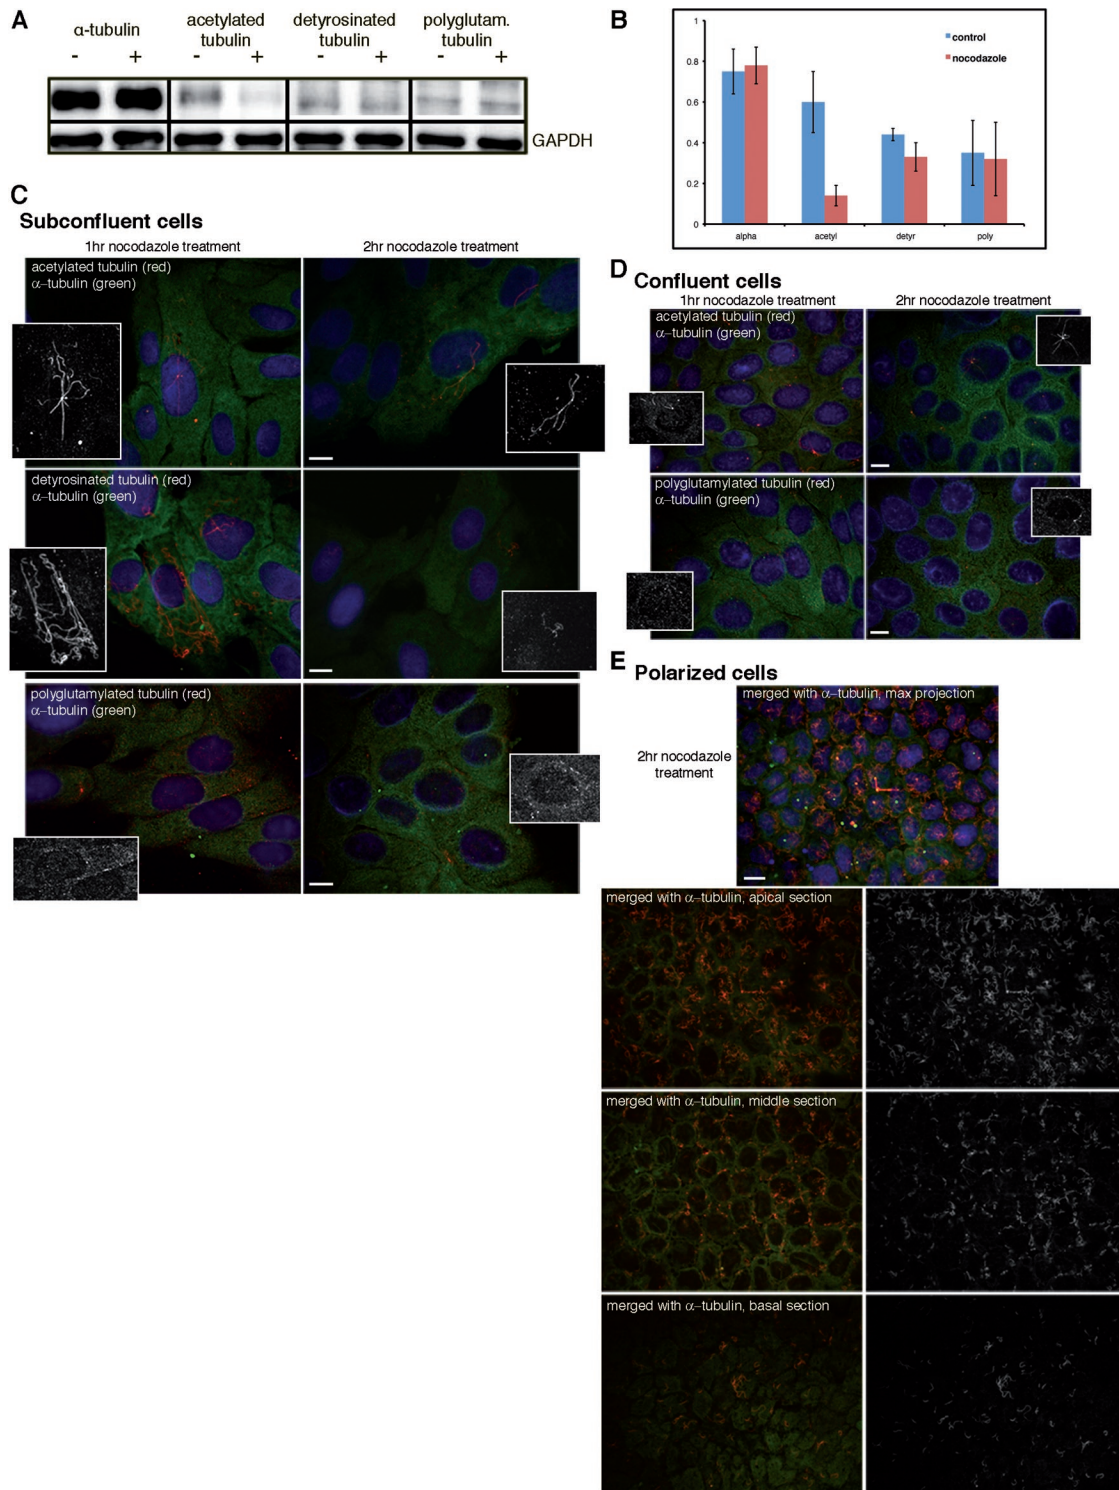 A
α-tubulin
acetylated
tubulin
detyrosinated
tubulin
polyglutam.
tubulin
- + - + - + - +
GAPDH
B
1
0.8
0.6
0.4
0.2
0
control
nocodazole
alpha acetyl detyr poly
C
Subconfluent cells
1hr nocodazole treatment 2hr nocodazole treatment
acetylated tubulin (red)
α–tubulin (green)
detyrosinated tubulin (red)
α–tubulin (green)
polyglutamylated tubulin (red)
α–tubulin (green)
D
Confluent cells
1hr nocodazole treatment 2hr nocodazole treatment
acetylated tubulin (red)
α–tubulin (green)
polyglutamylated tubulin (red)
α–tubulin (green)
E
Polarized cells
merged with α–tubulin, max projection
2hr nocodazole
treatment
merged with α–tubulin, apical section
merged with α–tubulin, middle section
merged with α–tubulin, basal section